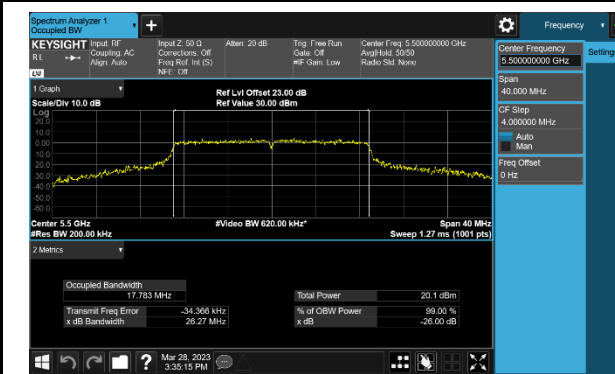 Spectrum Analyzer 1
Occupied BW
Frequency
KEYSIGHT
R L
LXI
Input: RF
Coupling: AC
Align: Auto
Input Z: 50 Ω
Corrections: Off
Freq Ref: Int (S)
NFE: Off
Atten: 20 dB
Trig: Free Run
Gate: Off
#IF Gain: Low
Center Freq: 5.500000000 GHz
Avg|Hold: 50/50
Radio Std: None
Center Frequency
5.500000000 GHz
Settings
Span
40.000 MHz
CF Step
4.000000 MHz
Auto
Man
Freq Offset
0 Hz
1 Graph
Scale/Div 10.0 dB
Ref Lvl Offset 23.00 dB
Ref Value 30.00 dBm
Log
20.0
10.0
0.00
-10.0
-20.0
-30.0
-40.0
-50.0
-60.0
Center 5.5 GHz
#Res BW 200.00 kHz
#Video BW 620.00 kHz*
Span 40 MHz
Sweep 1.27 ms (1001 pts)
2 Metrics
Occupied Bandwidth
17.783 MHz
Total Power 20.1 dBm
Transmit Freq Error -34.366 kHz
% of OBW Power 99.00 %
x dB Bandwidth 26.27 MHz
x dB -26.00 dB
Mar 28, 2023
3:35:15 PM